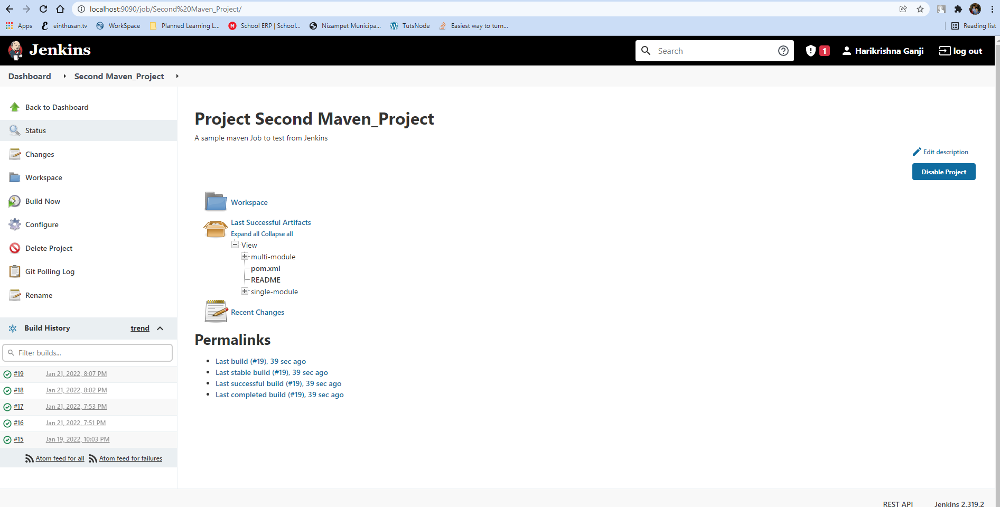 localhost:9090/job/Second%20Maven_Project/
Apps einthusan.tv WorkSpace Planned Learning L... School ERP | School... Nizampet Municipa... TutsNode Easiest way to turn... Reading list
Jenkins Search 1 Harikrishna Ganji log out
Dashboard Second Maven_Project
Back to Dashboard
Status
Changes
Workspace
Build Now
Configure
Delete Project
Git Polling Log
Rename
Build History trend
Filter builds...
#19 Jan 21, 2022, 8:07 PM
#18 Jan 21, 2022, 8:02 PM
#17 Jan 21, 2022, 7:53 PM
#16 Jan 21, 2022, 7:51 PM
#15 Jan 19, 2022, 10:03 PM
Atom feed for all Atom feed for failures
Project Second Maven_Project
A sample maven Job to test from Jenkins
Edit description
Disable Project
Workspace
Last Successful Artifacts
Expand all Collapse all
View
multi-module
pom.xml
README
single-module
Recent Changes
Permalinks
Last build (#19), 39 sec ago
Last stable build (#19), 39 sec ago
Last successful build (#19), 39 sec ago
Last completed build (#19), 39 sec ago
REST API Jenkins 2.319.2